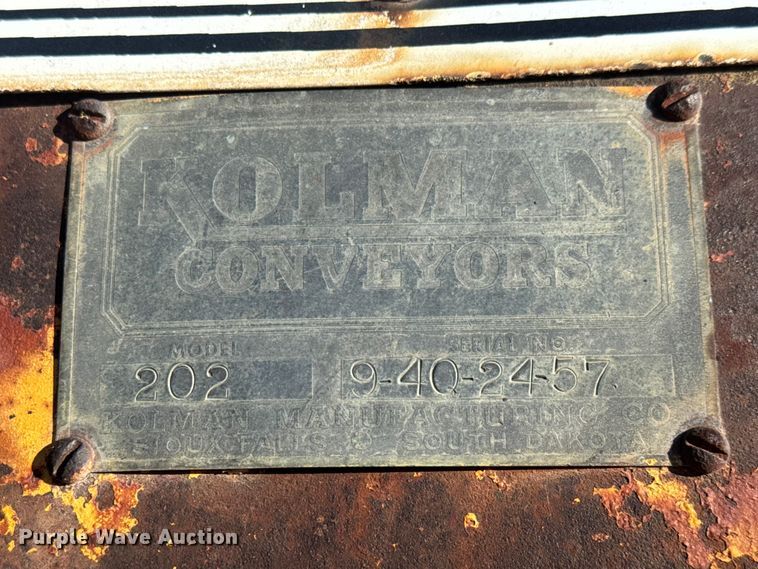 KOLMAN
CONVEYORS
MODEL SERIAL NO.
202 9-40-24-57.
KOLMAN MANUFACTURING CO
SIOUX FALLS SOUTH DAKOTA
Purple Wave Auction